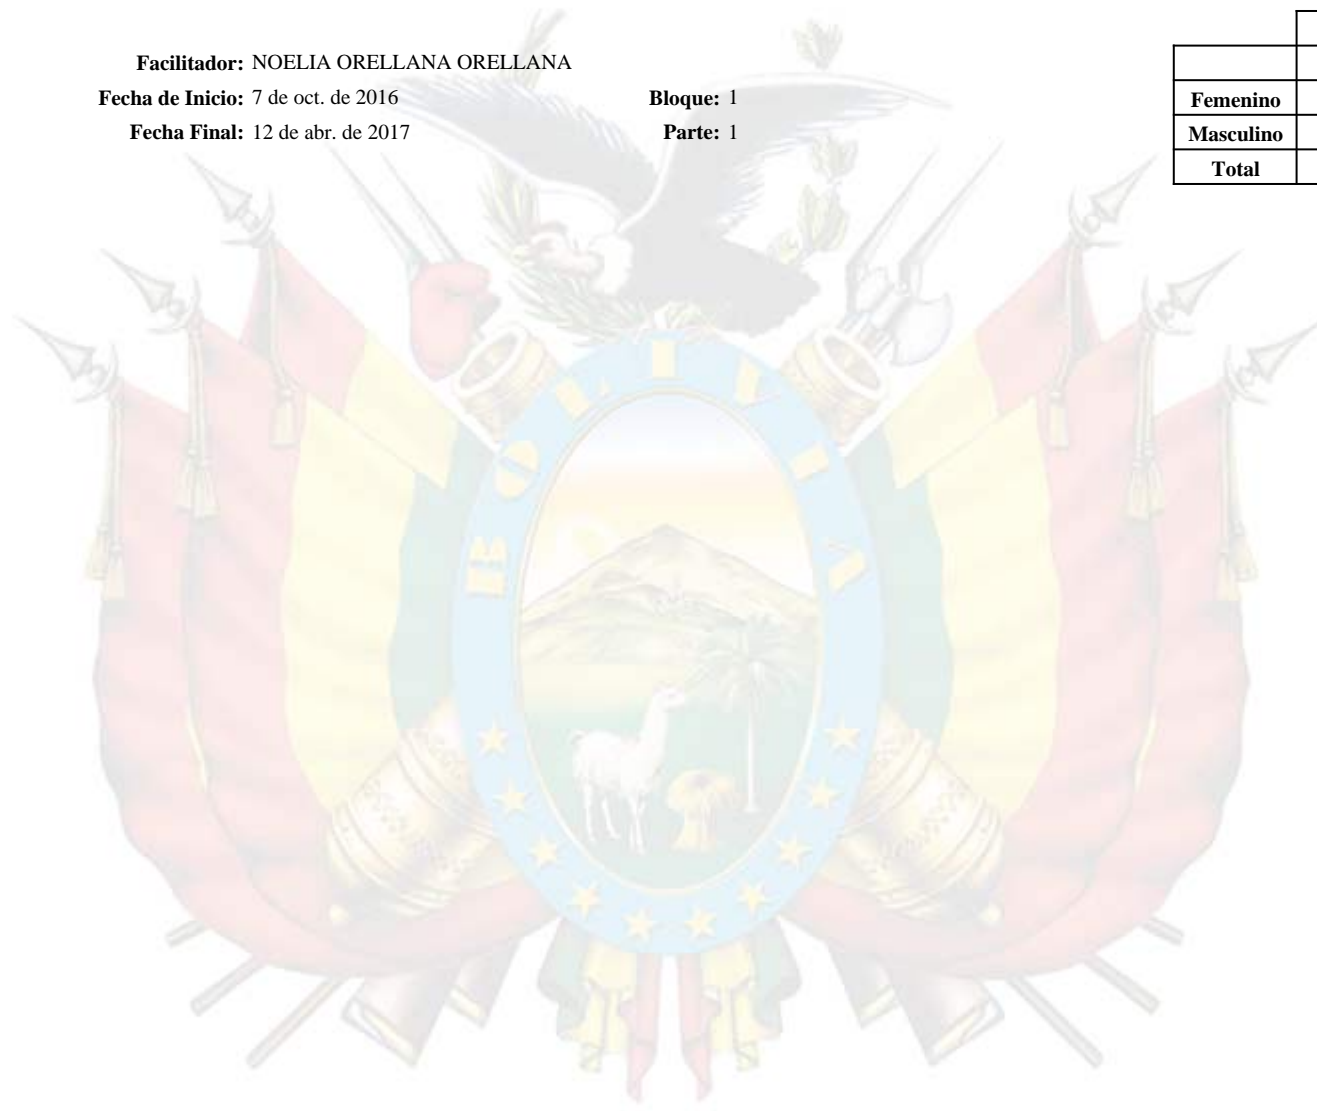 Facilitador: NOELIA ORELLANA ORELLANA
Fecha de Inicio: 7 de oct. de 2016 Bloque: 1
Fecha Final: 12 de abr. de 2017 Parte: 1
Femenino
Masculino
Total
BOLIVIA